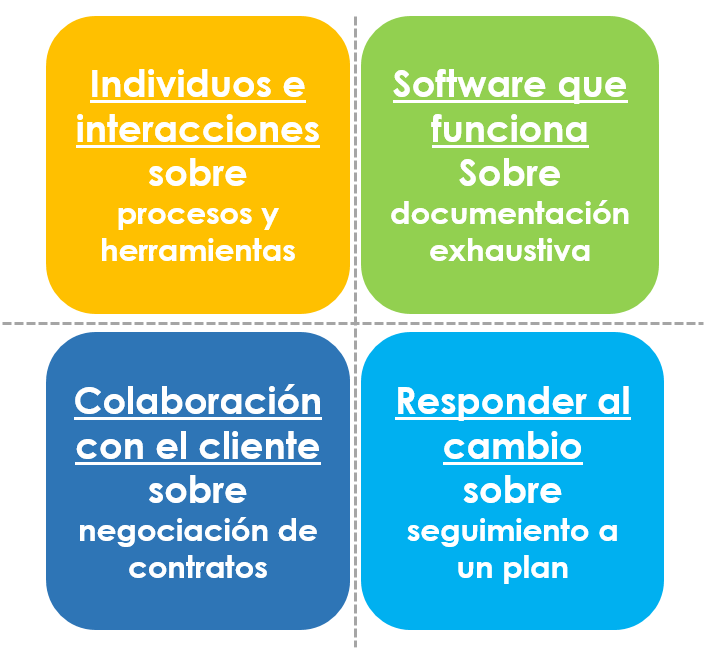 Individuos e
interacciones
sobre
procesos y
herramientas
Software que
funciona
Sobre
documentación
exhaustiva
Colaboración
con el cliente
sobre
negociación de
contratos
Responder al
cambio
sobre
seguimiento a
un plan